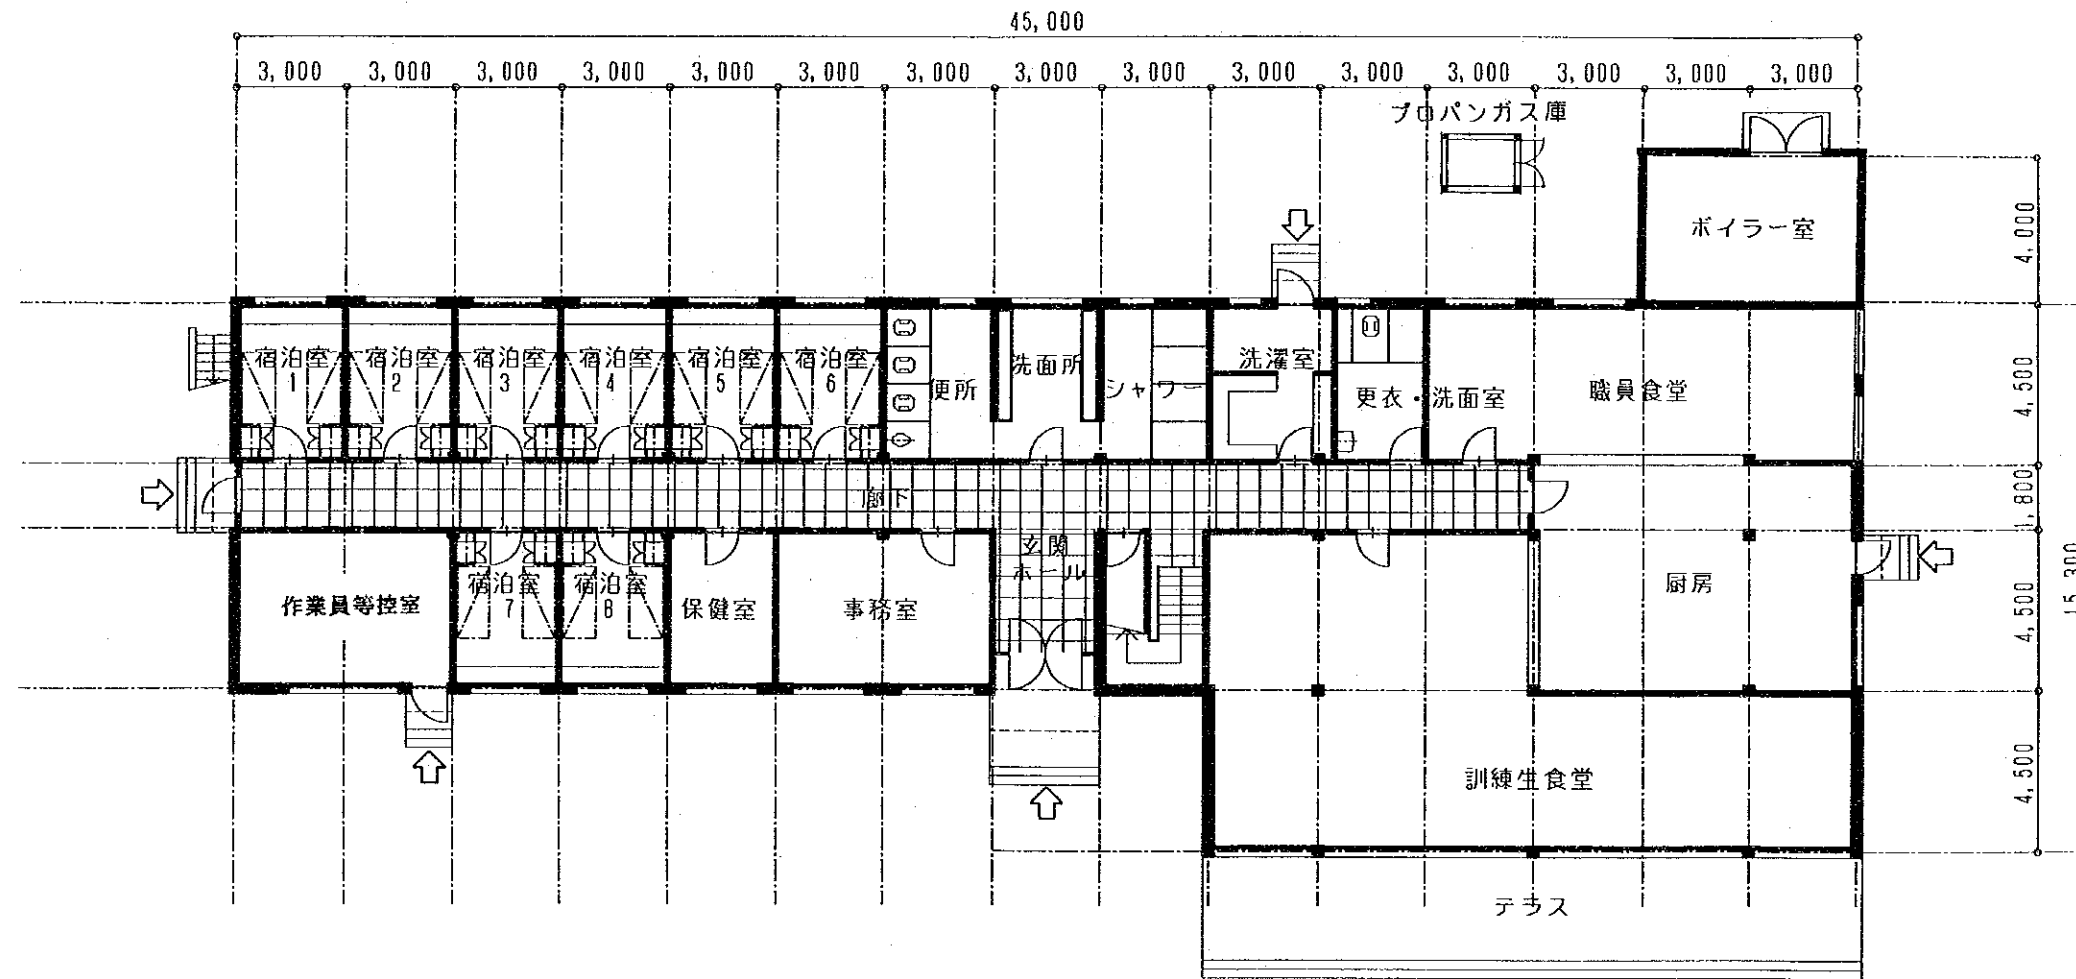 45,000
3,000 3,000 3,000 3,000 3,000 3,000 3,000 3,000 3,000 3,000 3,000 3,000 3,000 3,000 3,000
プロパンガス庫
ボイラー室
4,000
宿泊室
1
宿泊室
2
宿泊室
3
宿泊室
4
宿泊室
5
宿泊室
6
便所
洗面所
シャワー
洗濯室
更衣・洗面室
職員食堂
4,500
廊下
1,800
作業員等控室
宿泊室
7
宿泊室
8
保健室
事務室
玄関
ホール
厨房
4,500
15,300
訓練生食堂
4,500
テラス